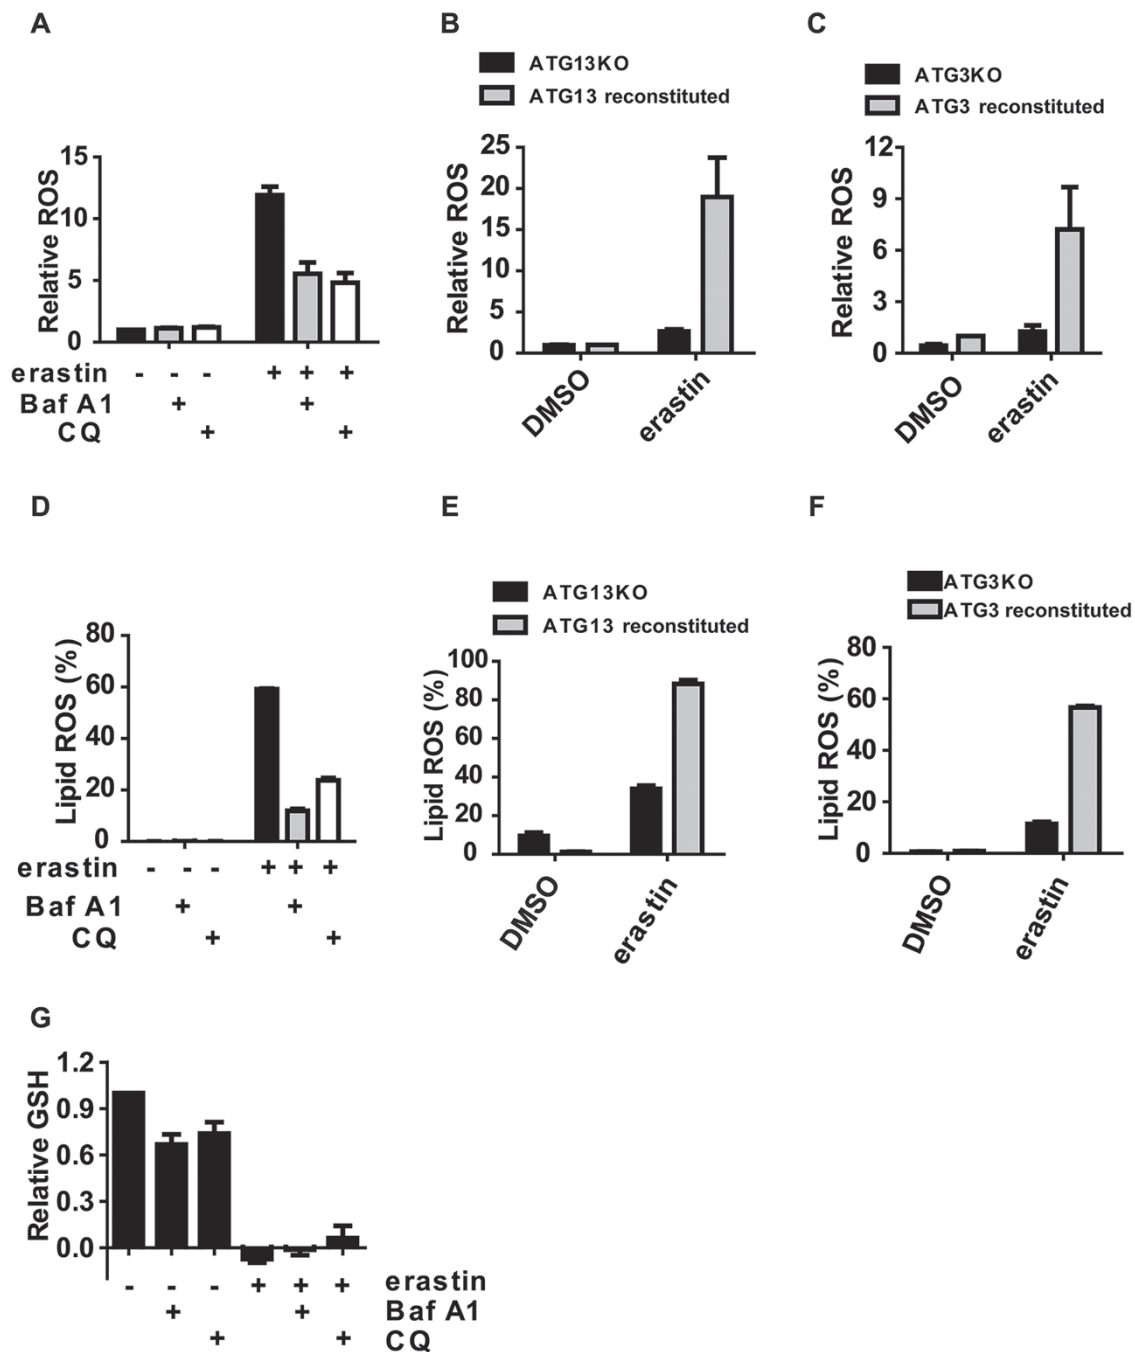 A
Relative ROS
15
10
5
0
erastin - - - + + +
Baf A1 + +
CQ + +
B
ATG13KO
ATG13 reconstituted
Relative ROS
25
20
15
10
5
0
DMSO
erastin
C
ATG3KO
ATG3 reconstituted
Relative ROS
12
9
6
3
0
DMSO
erastin
D
Lipid ROS (%)
80
60
40
20
0
erastin - - - + + +
Baf A1 + +
CQ + +
E
ATG13KO
ATG13 reconstituted
Lipid ROS (%)
100
80
60
40
20
0
DMSO
erastin
F
ATG3KO
ATG3 reconstituted
Lipid ROS (%)
80
60
40
20
0
DMSO
erastin
G
Relative GSH
1.2
0.9
0.6
0.3
0.0
- - - + + + erastin
+ + Baf A1
+ + CQ